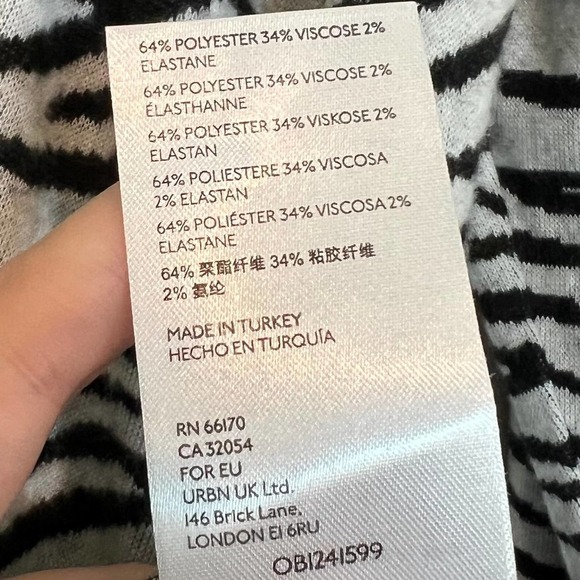 64% POLYESTER 34% VISCOSE 2%
ELASTANE
64% POLYESTER 34% VISCOSE 2%
ÉLASTHANNE
64% POLYESTER 34% VISKOSE 2%
ELASTAN
64% POLIESTERE 34% VISCOSA
2% ELASTAN
64% POLIÉSTER 34% VISCOSA 2%
ELASTANE
64% 聚酯纤维 34% 粘胶纤维
2% 氨纶
MADE IN TURKEY
HECHO EN TURQUÍA
RN 66170
CA 32054
FOR EU
URBN UK Ltd.
146 Brick Lane,
LONDON E1 6RU
OB1241599